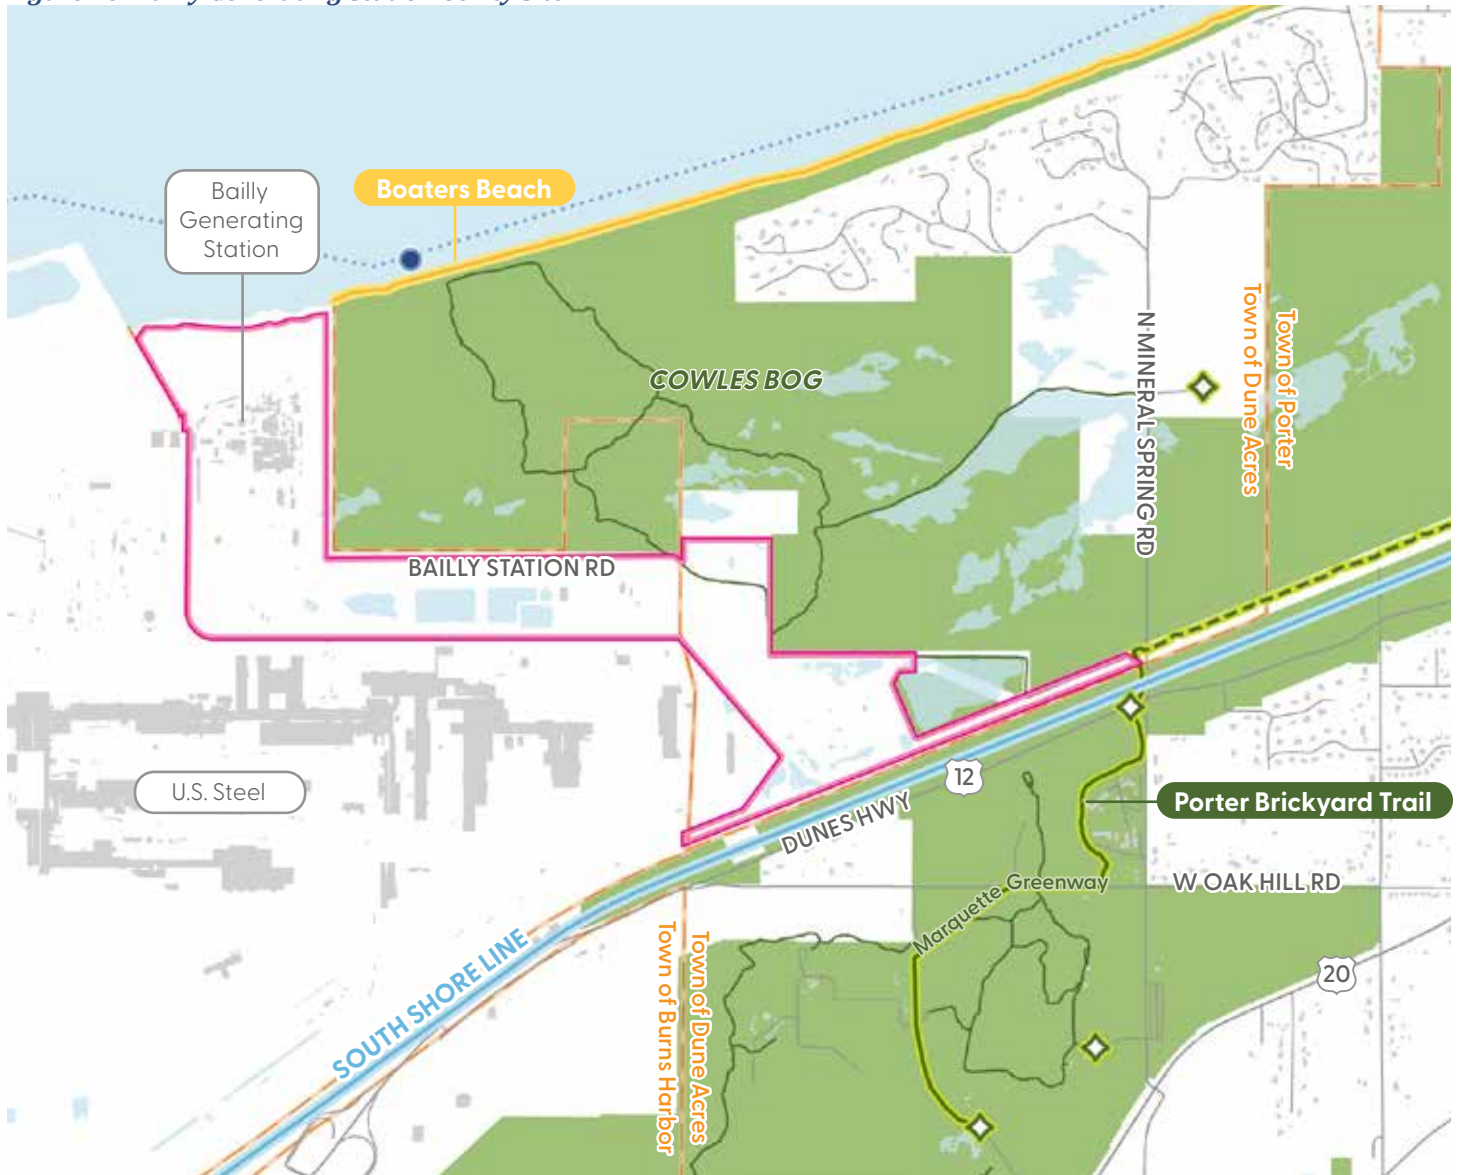 Bailly
Generating
Station
Boaters Beach
COWLES BOG
N MINERAL SPRING RD
Town of Porter
Town of Dune Acres
BAILLY STATION RD
U.S. Steel
12
DUNES HWY
Porter Brickyard Trail
Marquette Greenway
W OAK HILL RD
20
SOUTH SHORE LINE
Town of Dune Acres
Town of Burns Harbor